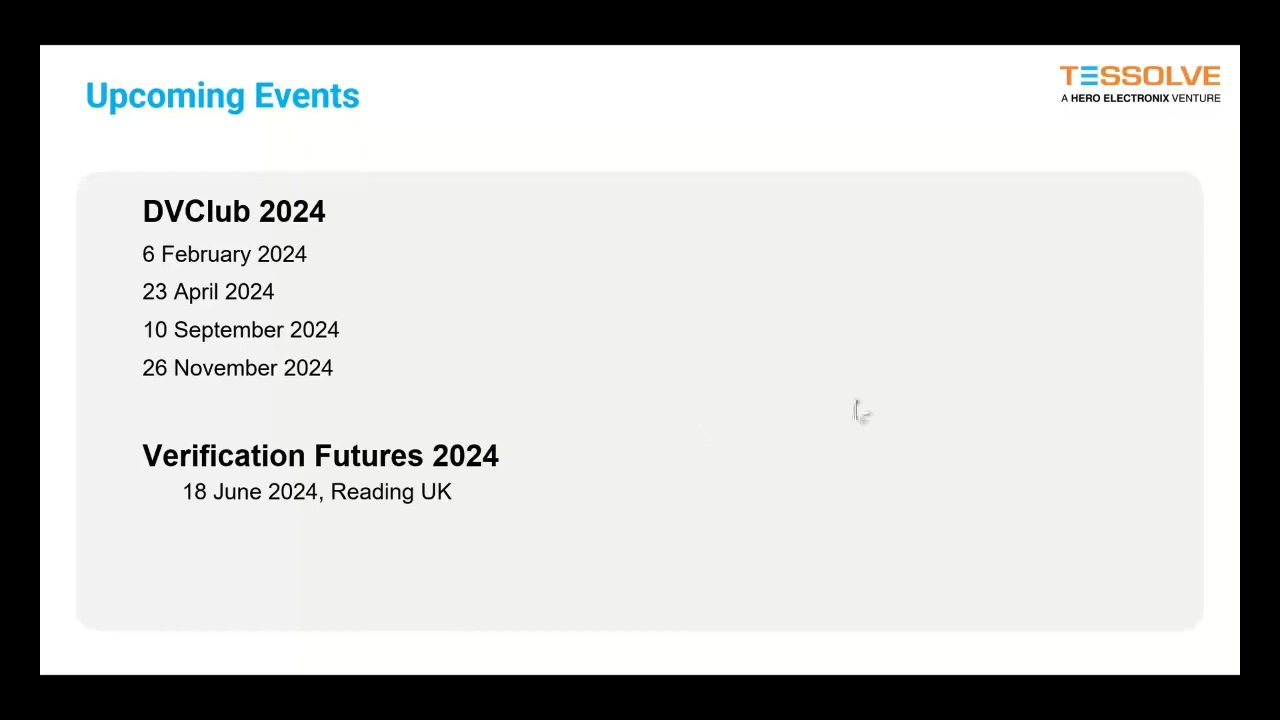 Upcoming Events
TESSOLVE
A HERO ELECTRONIX VENTURE
DVClub 2024
6 February 2024
23 April 2024
10 September 2024
26 November 2024
Verification Futures 2024
18 June 2024, Reading UK